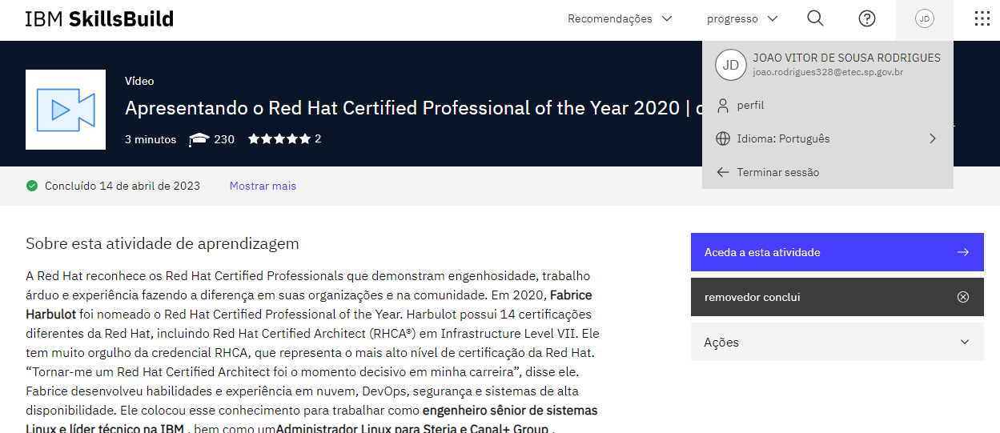 IBM SkillsBuild
Recomendações
progresso
JD
JD
JOAO VITOR DE SOUSA RODRIGUES
joao.rodrigues328@etec.sp.gov.br
perfil
Idioma: Português
Terminar sessão
Vídeo
Apresentando o Red Hat Certified Professional of the Year 2020 |
3 minutos 230 2
Concluído 14 de abril de 2023 Mostrar mais
Sobre esta atividade de aprendizagem
A Red Hat reconhece os Red Hat Certified Professionals que demonstram engenhosidade, trabalho
árduo e experiência fazendo a diferença em suas organizações e na comunidade. Em 2020, Fabrice
Harbulot foi nomeado o Red Hat Certified Professional of the Year. Harbulot possui 14 certificações
diferentes da Red Hat, incluindo Red Hat Certified Architect (RHCA®) em Infrastructure Level VII. Ele
tem muito orgulho da credencial RHCA, que representa o mais alto nível de certificação da Red Hat.
“Tornar-me um Red Hat Certified Architect foi o momento decisivo em minha carreira”, disse ele.
Fabrice desenvolveu habilidades e experiência em nuvem, DevOps, segurança e sistemas de alta
disponibilidade. Ele colocou esse conhecimento para trabalhar como engenheiro sênior de sistemas
Linux e líder técnico na IBM , bem como umAdministrador Linux para Steria e Canal+ Group .
Aceda a esta atividade
removedor conclui
Ações